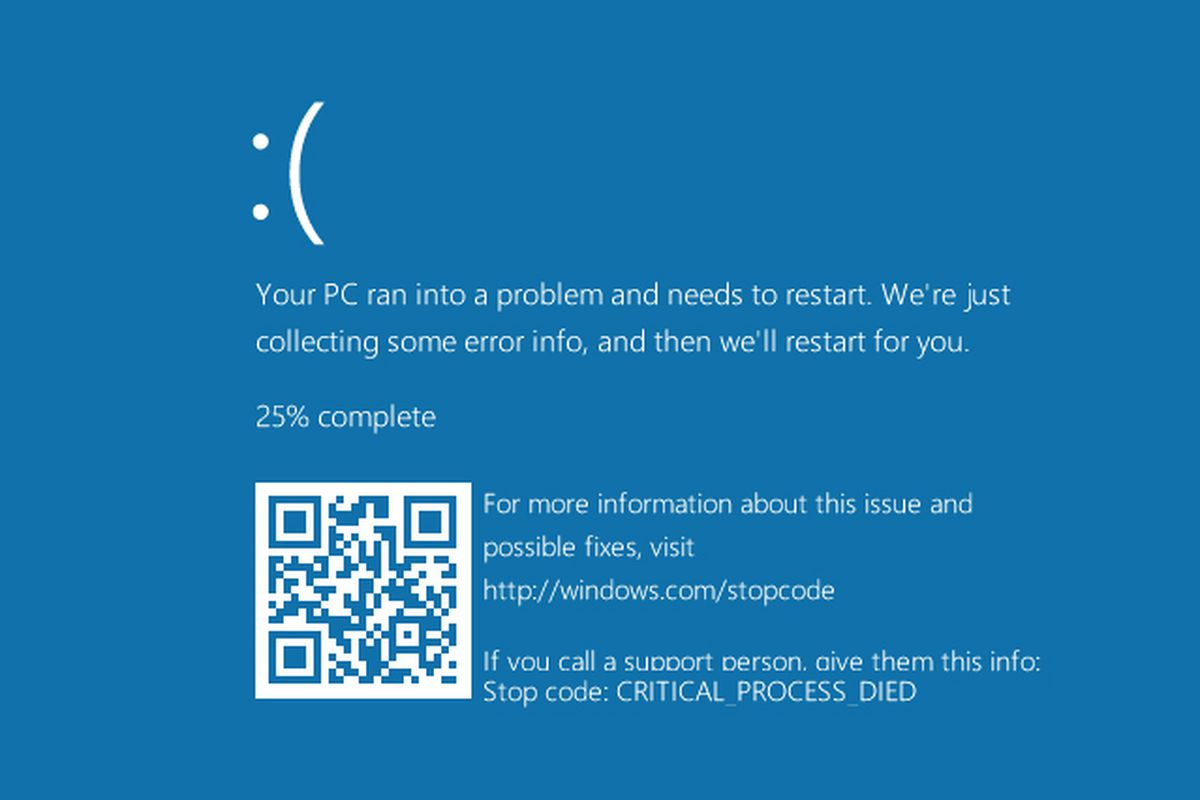 :(
Your PC ran into a problem and needs to restart. We're just
collecting some error info, and then we'll restart for you.
25% complete
For more information about this issue and
possible fixes, visit
http://windows.com/stopcode
If you call a support person, give them this info:
Stop code: CRITICAL_PROCESS_DIED